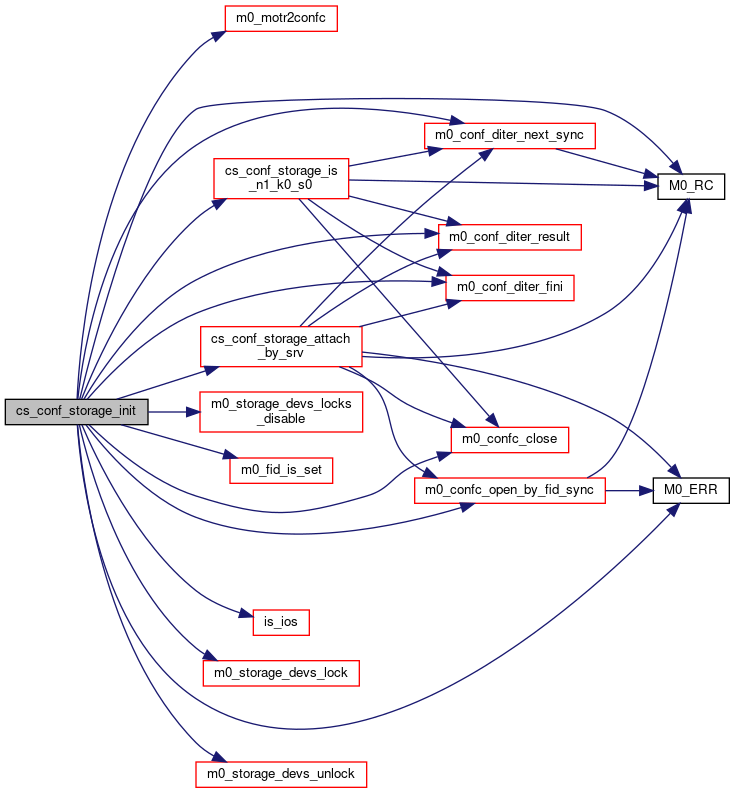 m0_motr2confc
m0_conf_diter_next_sync
cs_conf_storage_is
_n1_k0_s0
M0_RC
m0_conf_diter_result
m0_conf_diter_fini
cs_conf_storage_attach
_by_srv
cs_conf_storage_init
m0_storage_devs_locks
_disable
m0_confc_close
m0_fid_is_set
m0_confc_open_by_fid_sync
M0_ERR
is_ios
m0_storage_devs_lock
m0_storage_devs_unlock